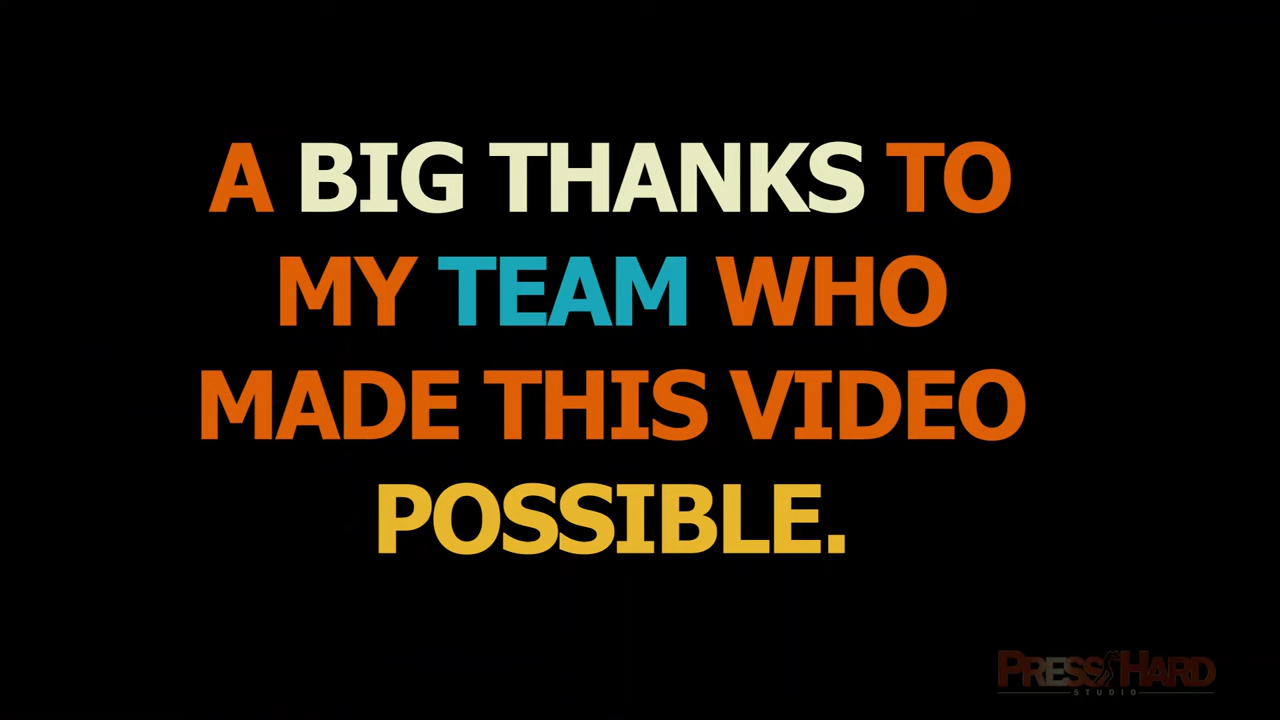 A BIG THANKS TO
MY TEAM WHO
MADE THIS VIDEO
POSSIBLE.
PRESS HARD
STUDIO